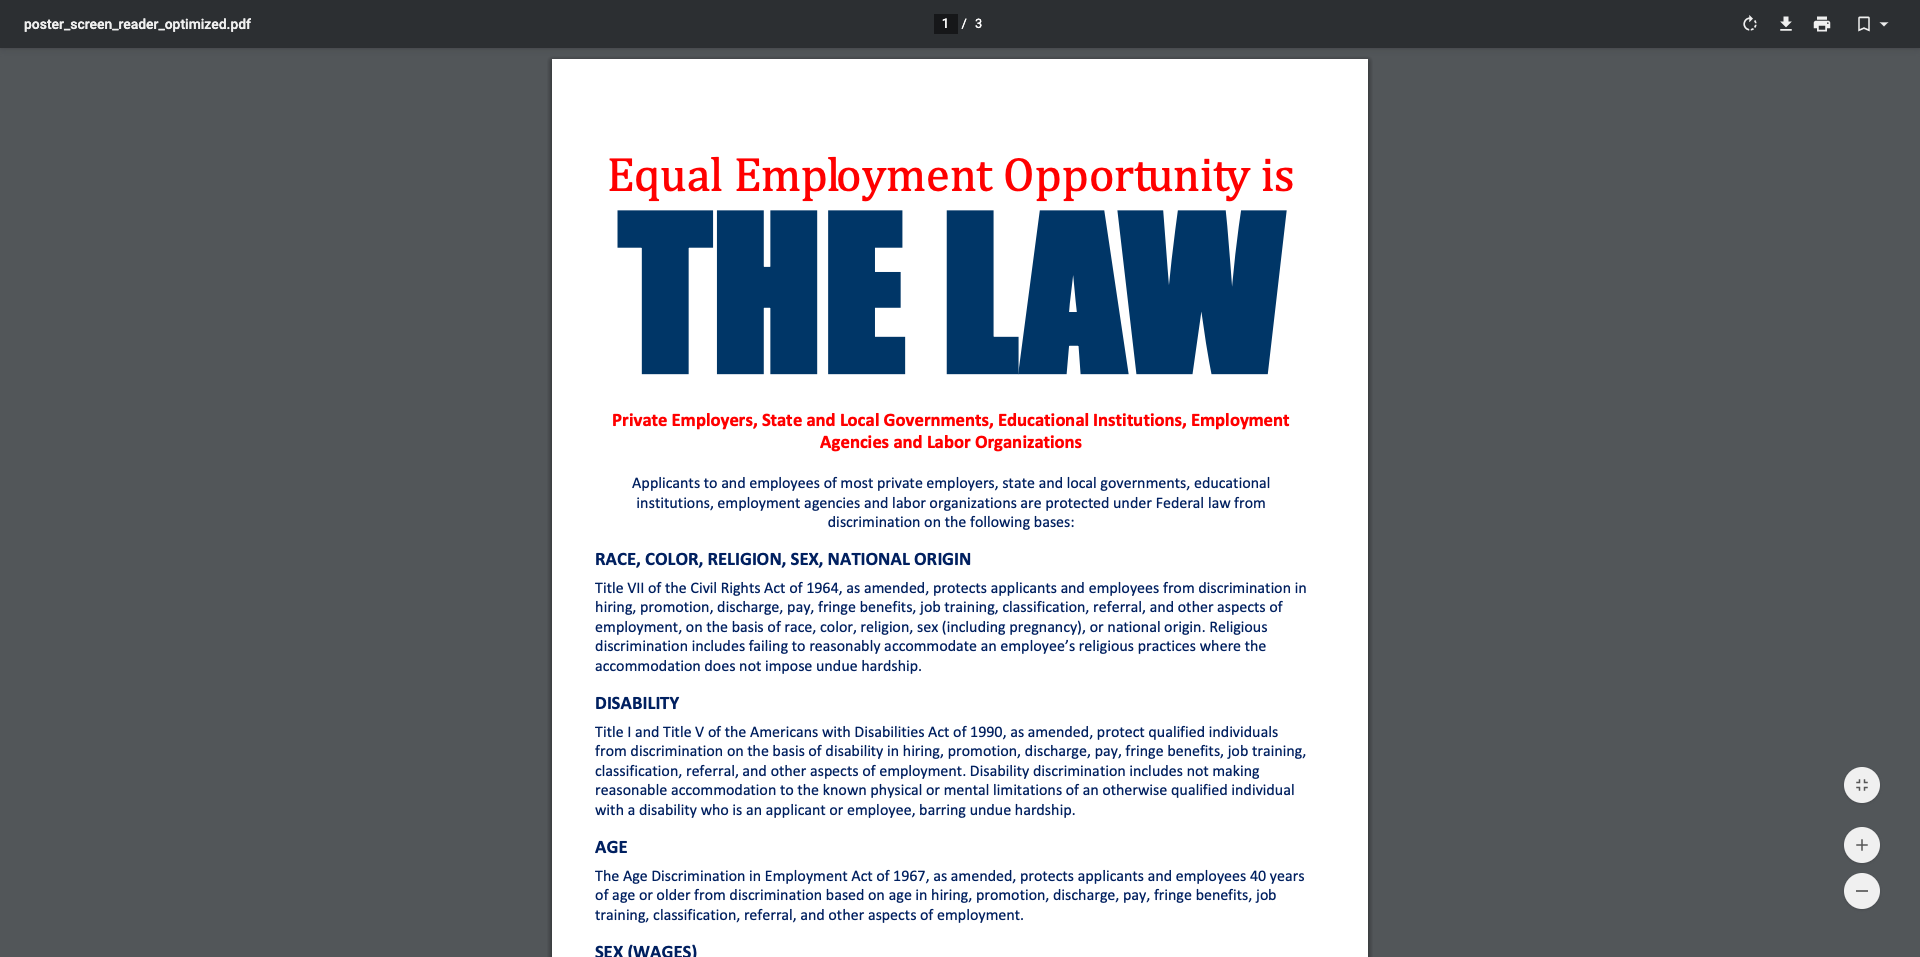 poster_screen_reader_optimized.pdf
1 / 3
Equal Employment Opportunity is
THE LAW
Private Employers, State and Local Governments, Educational Institutions, Employment
Agencies and Labor Organizations
Applicants to and employees of most private employers, state and local governments, educational
institutions, employment agencies and labor organizations are protected under Federal law from
discrimination on the following bases:
RACE, COLOR, RELIGION, SEX, NATIONAL ORIGIN
Title VII of the Civil Rights Act of 1964, as amended, protects applicants and employees from discrimination in
hiring, promotion, discharge, pay, fringe benefits, job training, classification, referral, and other aspects of
employment, on the basis of race, color, religion, sex (including pregnancy), or national origin. Religious
discrimination includes failing to reasonably accommodate an employee’s religious practices where the
accommodation does not impose undue hardship.
DISABILITY
Title I and Title V of the Americans with Disabilities Act of 1990, as amended, protect qualified individuals
from discrimination on the basis of disability in hiring, promotion, discharge, pay, fringe benefits, job training,
classification, referral, and other aspects of employment. Disability discrimination includes not making
reasonable accommodation to the known physical or mental limitations of an otherwise qualified individual
with a disability who is an applicant or employee, barring undue hardship.
AGE
The Age Discrimination in Employment Act of 1967, as amended, protects applicants and employees 40 years
of age or older from discrimination based on age in hiring, promotion, discharge, pay, fringe benefits, job
training, classification, referral, and other aspects of employment.
SEX (WAGES)